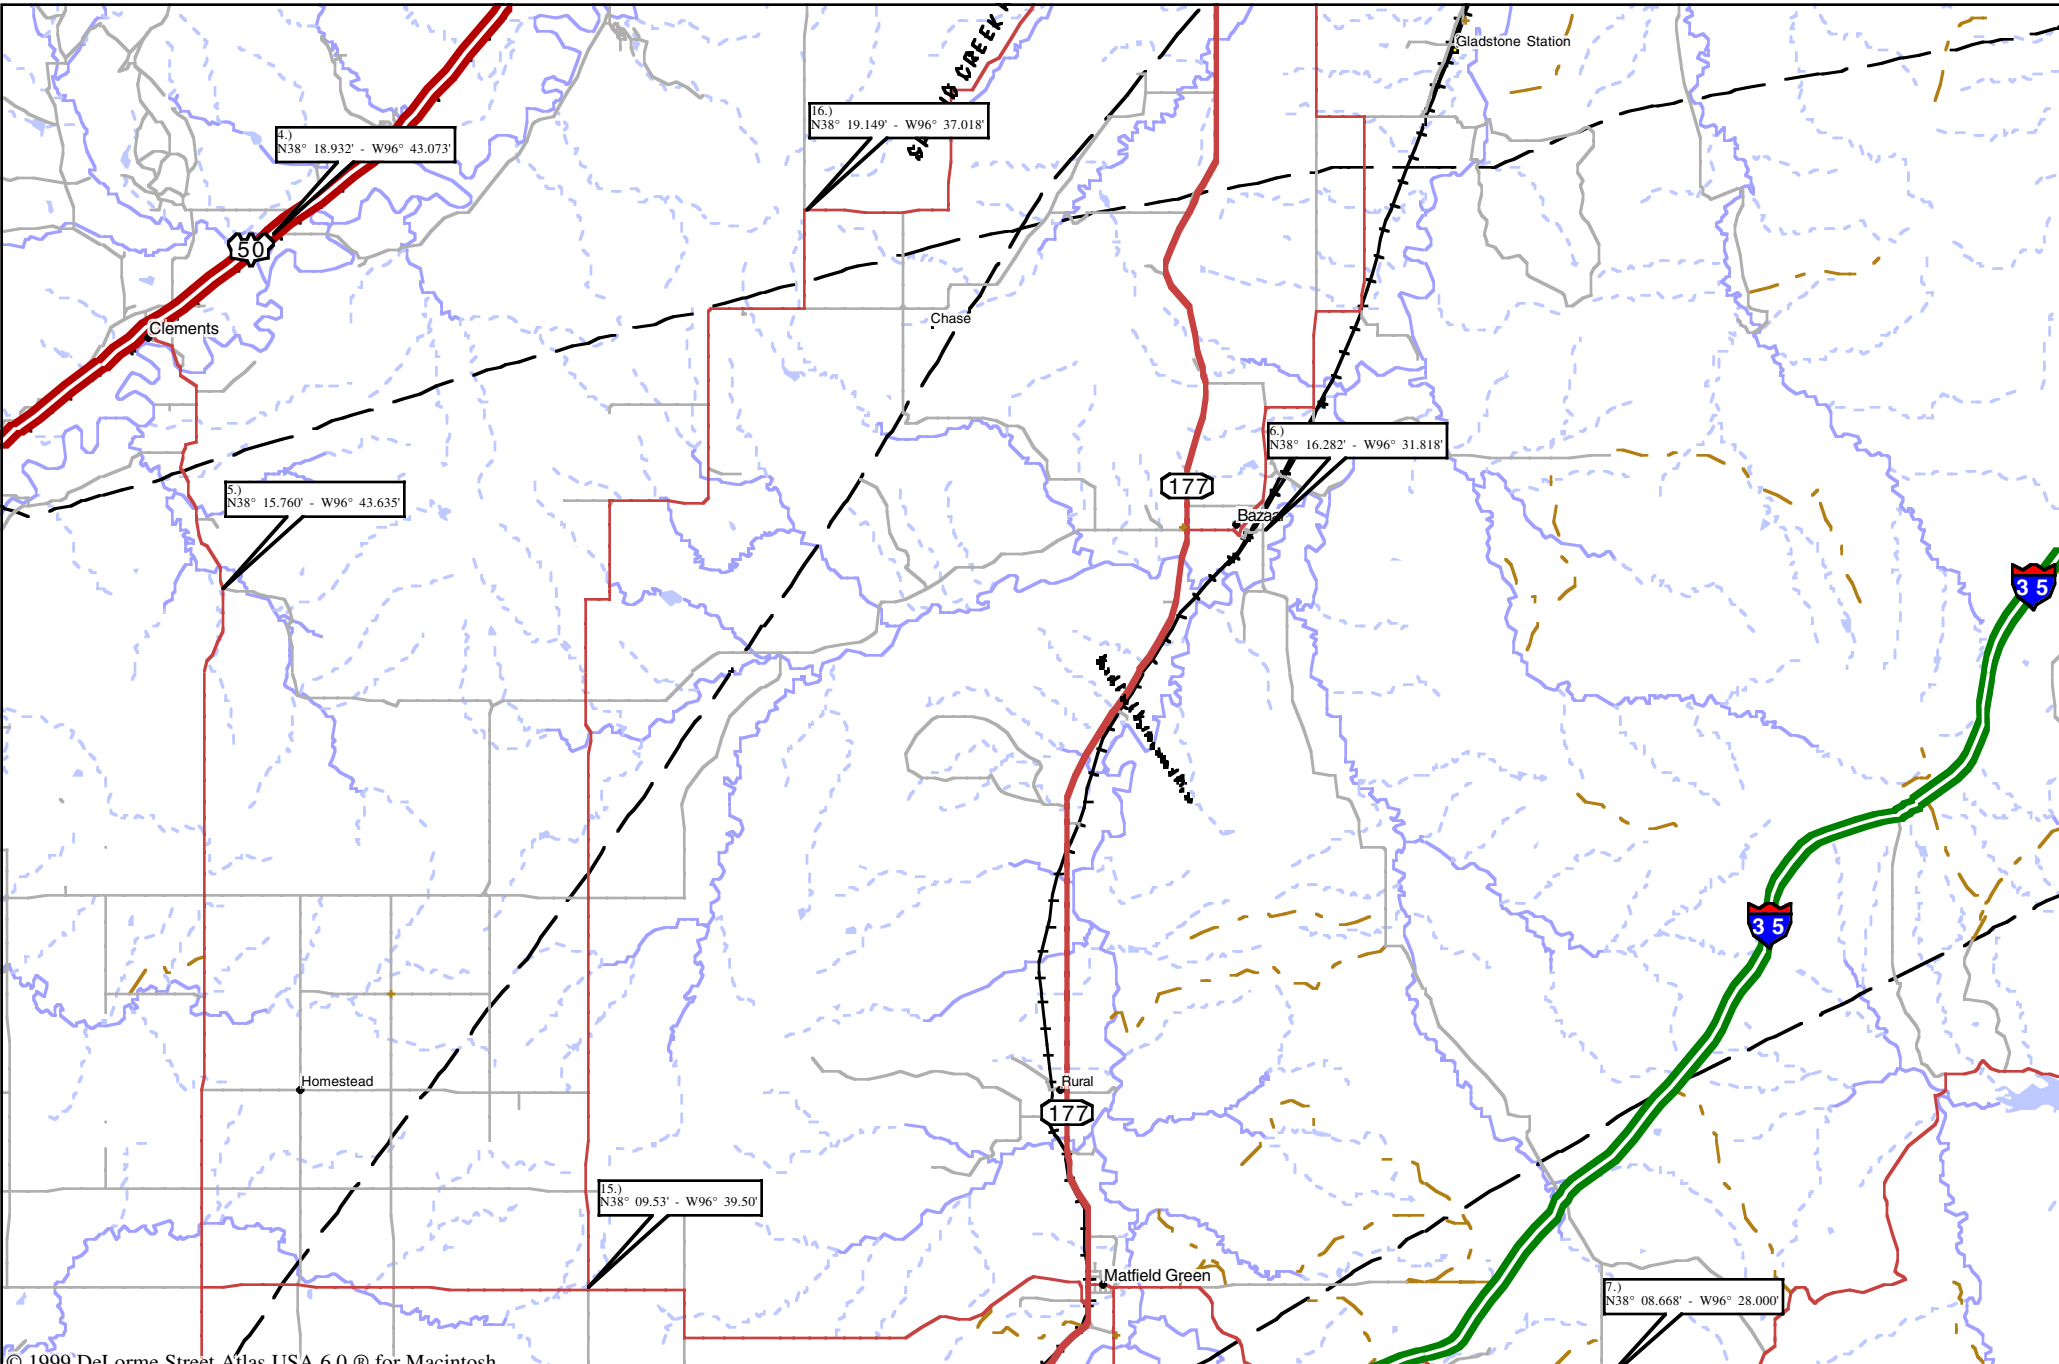 CREEK
Gladstone Station
16.)
N38° 19.149' - W96° 37.018'
4.)
N38° 18.932' - W96° 43.073'
50
Chase
Clements
6.)
N38° 16.282' - W96° 31.818'
177
5.)
N38° 15.760' - W96° 43.635'
Bazaar
35
35
Homestead
Rural
177
15.)
N38° 09.53' - W96° 39.50'
Matfield Green
7.)
N38° 08.668' - W96° 28.000'
© 1999 DeLorme Street Atlas USA 6.0 ® for Macintosh